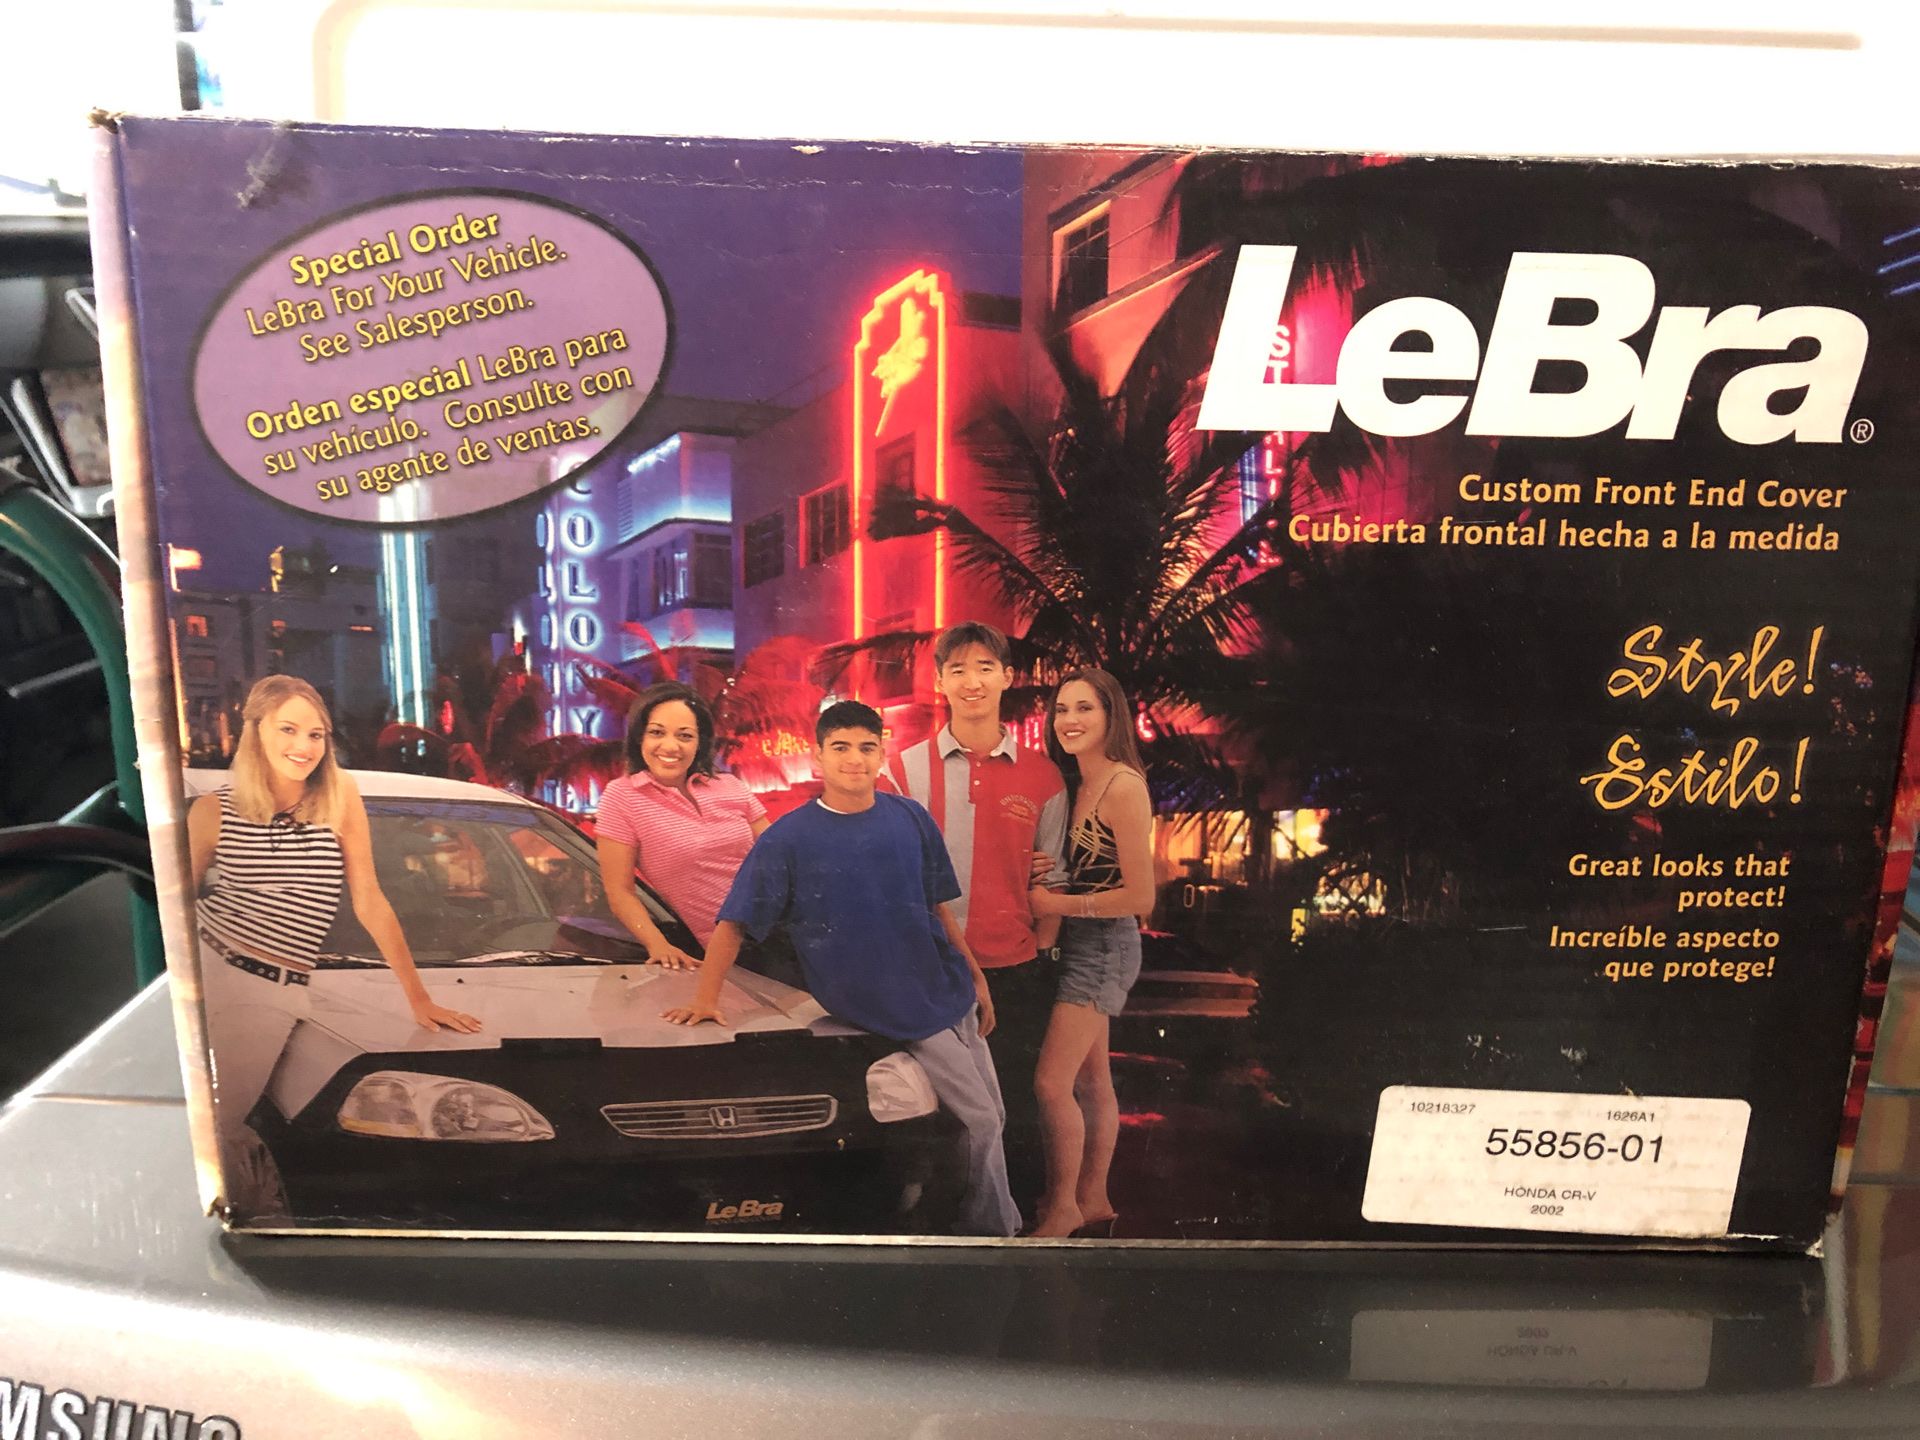 Special Order
LeBra For Your Vehicle.
See Salesperson.
Orden especial LeBra para
su vehículo. Consulte con
su agente de ventas.
LeBra®
Custom Front End Cover
Cubierta frontal hecha a la medida
Style!
Estilo!
Great looks that
protect!
Increíble aspecto
que protege!
COLONY
LeBra
10218327 1626A1
55856-01
HONDA CR-V
2002